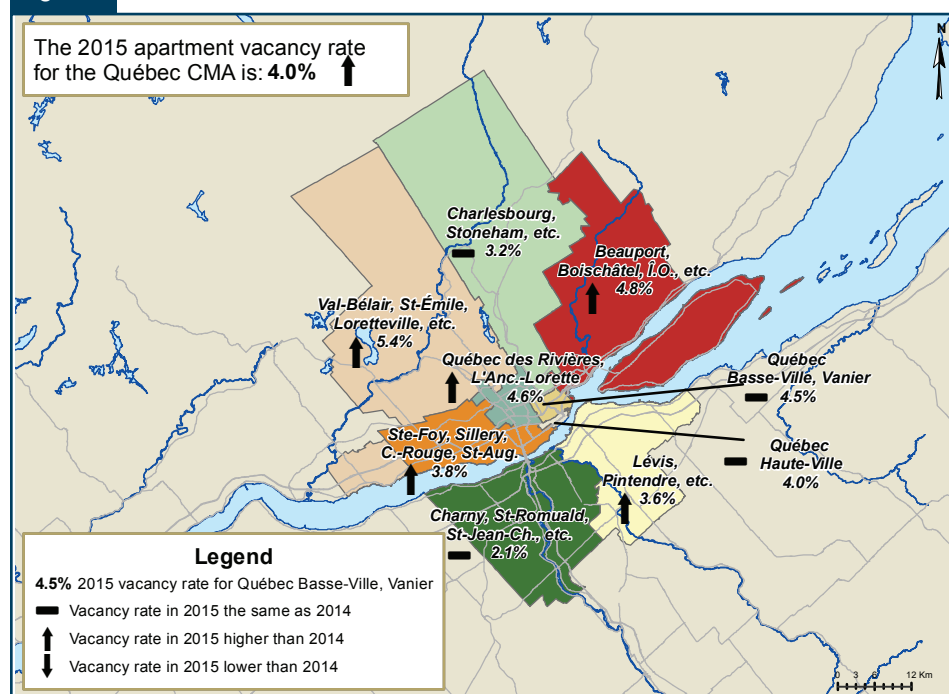 The 2015 apartment vacancy rate
for the Québec CMA is: 4.0%
N
Charlesbourg,
Stoneham, etc.
3.2%
Beauport,
Boischâtel, Î.O., etc.
4.8%
Val-Bélair, St-Émile,
Loretteville, etc.
5.4%
Québec des Rivières,
L'Anc.-Lorette
4.6%
Québec
Basse-Ville, Vanier
4.5%
Ste-Foy, Sillery,
C.-Rouge, St-Aug.
3.8%
Québec
Haute-Ville
4.0%
Lévis,
Pintendre, etc.
3.6%
Charny, St-Romuald,
St-Jean-Ch., etc.
2.1%
Legend
4.5% 2015 vacancy rate for Québec Basse-Ville, Vanier
Vacancy rate in 2015 the same as 2014
Vacancy rate in 2015 higher than 2014
Vacancy rate in 2015 lower than 2014
0 3 6 12 Km